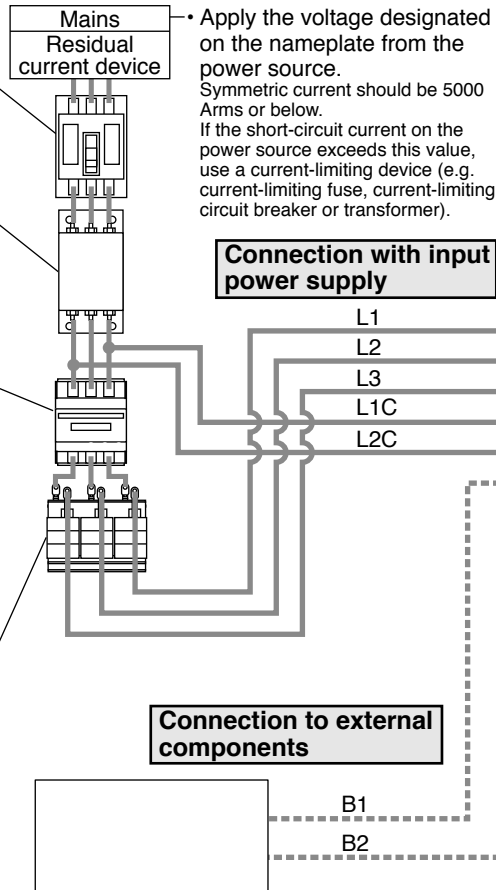 Mains
Residual
current device
• Apply the voltage designated
on the nameplate from the
power source.
Symmetric current should be 5000
Arms or below.
If the short-circuit current on the
power source exceeds this value,
use a current-limiting device (e.g.
current-limiting fuse, current-limiting
circuit breaker or transformer).
Connection with input
power supply
L1
L2
L3
L1C
L2C
Connection to external
components
B1
B2